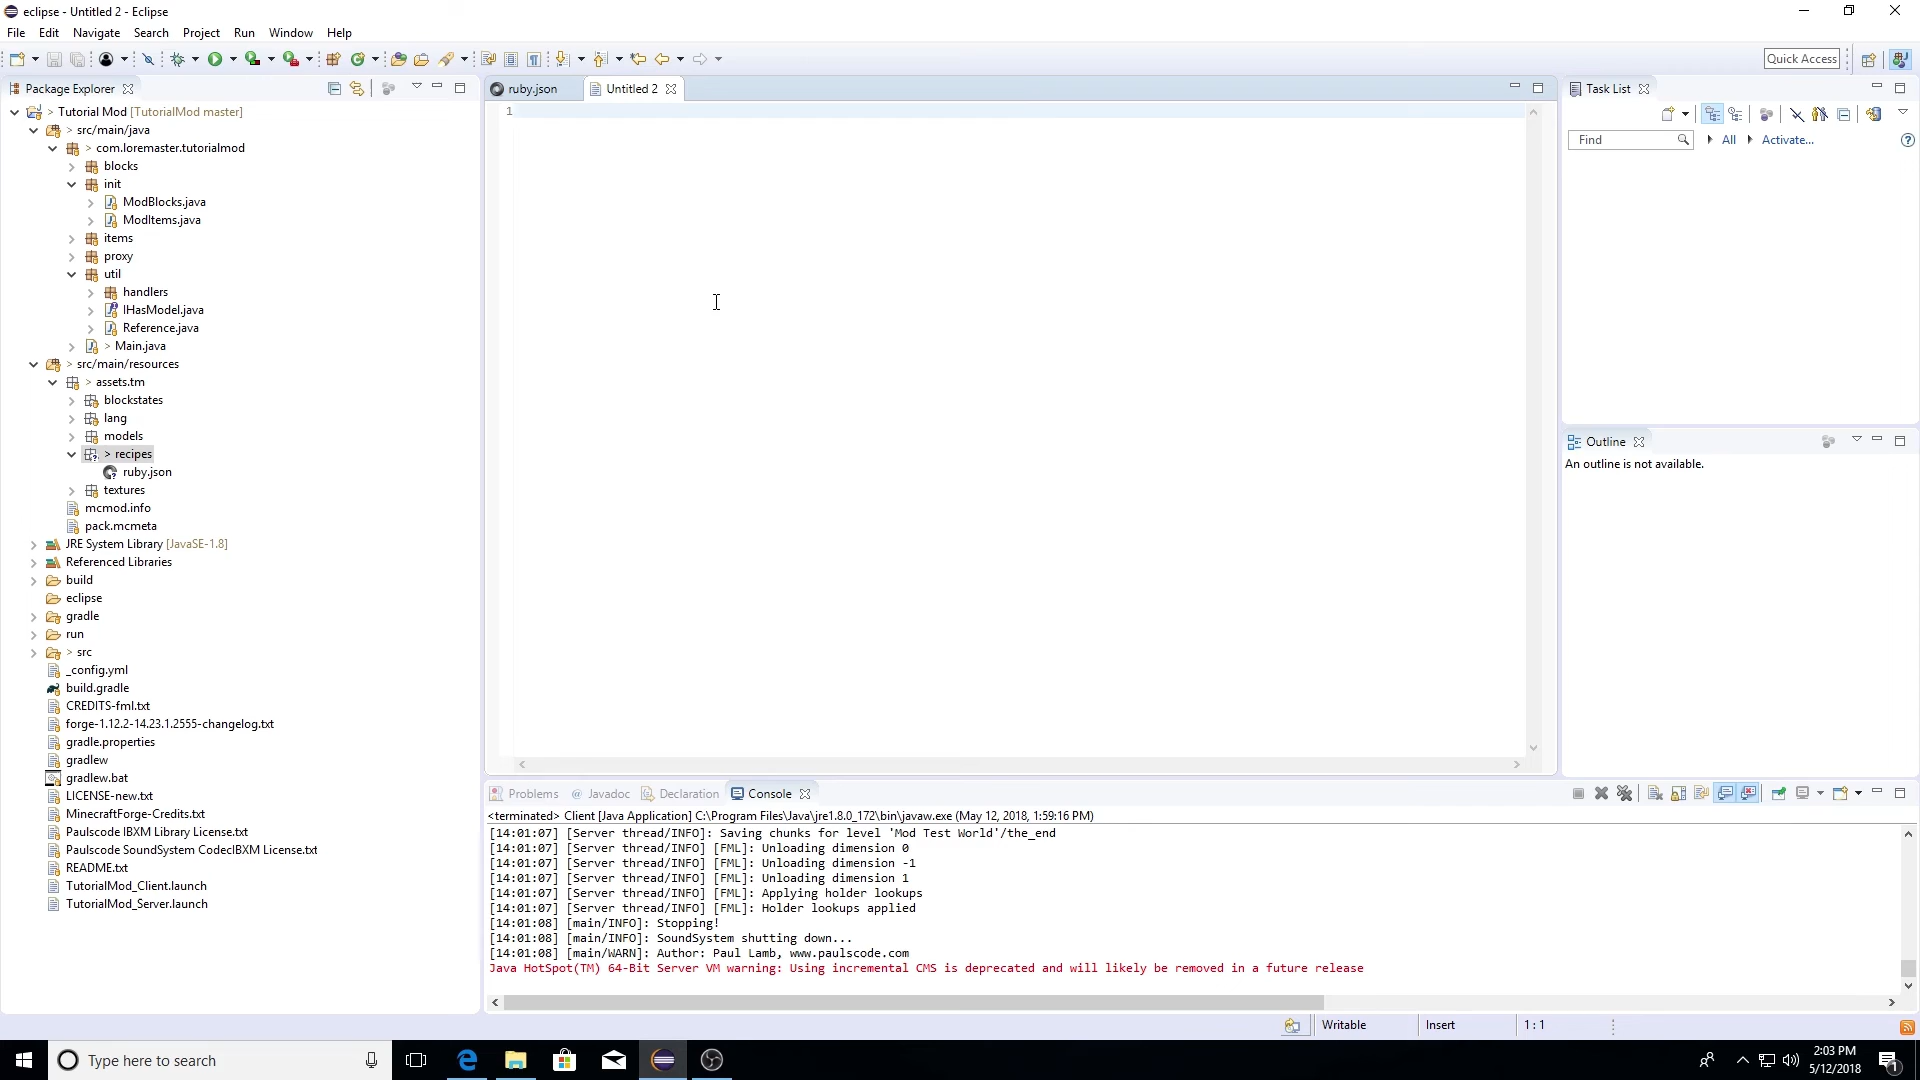 eclipse - Untitled 2 - Eclipse
File Edit Navigate Search Project Run Window Help
Quick Access
Package Explorer
> Tutorial Mod [TutorialMod master]
> src/main/java
> com.loremaster.tutorialmod
blocks
init
ModBlocks.java
ModItems.java
items
proxy
util
handlers
IHasModel.java
Reference.java
> Main.java
> src/main/resources
> assets.tm
blockstates
lang
models
> recipes
ruby.json
textures
mcmod.info
pack.mcmeta
JRE System Library [JavaSE-1.8]
Referenced Libraries
build
eclipse
gradle
run
> src
_config.yml
build.gradle
CREDITS-fml.txt
forge-1.12.2-14.23.1.2555-changelog.txt
gradle.properties
gradlew
gradlew.bat
LICENSE-new.txt
MinecraftForge-Credits.txt
Paulscode IBXM Library License.txt
Paulscode SoundSystem CodecIBXM License.txt
README.txt
TutorialMod_Client.launch
TutorialMod_Server.launch
ruby.json Untitled 2
1
Task List
Find All Activate...
Outline
An outline is not available.
Problems @ Javadoc Declaration Console
<terminated> Client [Java Application] C:\Program Files\Java\jre1.8.0_172\bin\javaw.exe (May 12, 2018, 1:59:16 PM)
[14:01:07] [Server thread/INFO]: Saving chunks for level 'Mod Test World'/the_end
[14:01:07] [Server thread/INFO] [FML]: Unloading dimension 0
[14:01:07] [Server thread/INFO] [FML]: Unloading dimension -1
[14:01:07] [Server thread/INFO] [FML]: Unloading dimension 1
[14:01:07] [Server thread/INFO] [FML]: Applying holder lookups
[14:01:07] [Server thread/INFO] [FML]: Holder lookups applied
[14:01:08] [main/INFO]: Stopping!
[14:01:08] [main/INFO]: SoundSystem shutting down...
[14:01:08] [main/WARN]: Author: Paul Lamb, www.paulscode.com
Java HotSpot(TM) 64-Bit Server VM warning: Using incremental CMS is deprecated and will likely be removed in a future release
Writable Insert 1 : 1
Type here to search
2:03 PM
5/12/2018
1